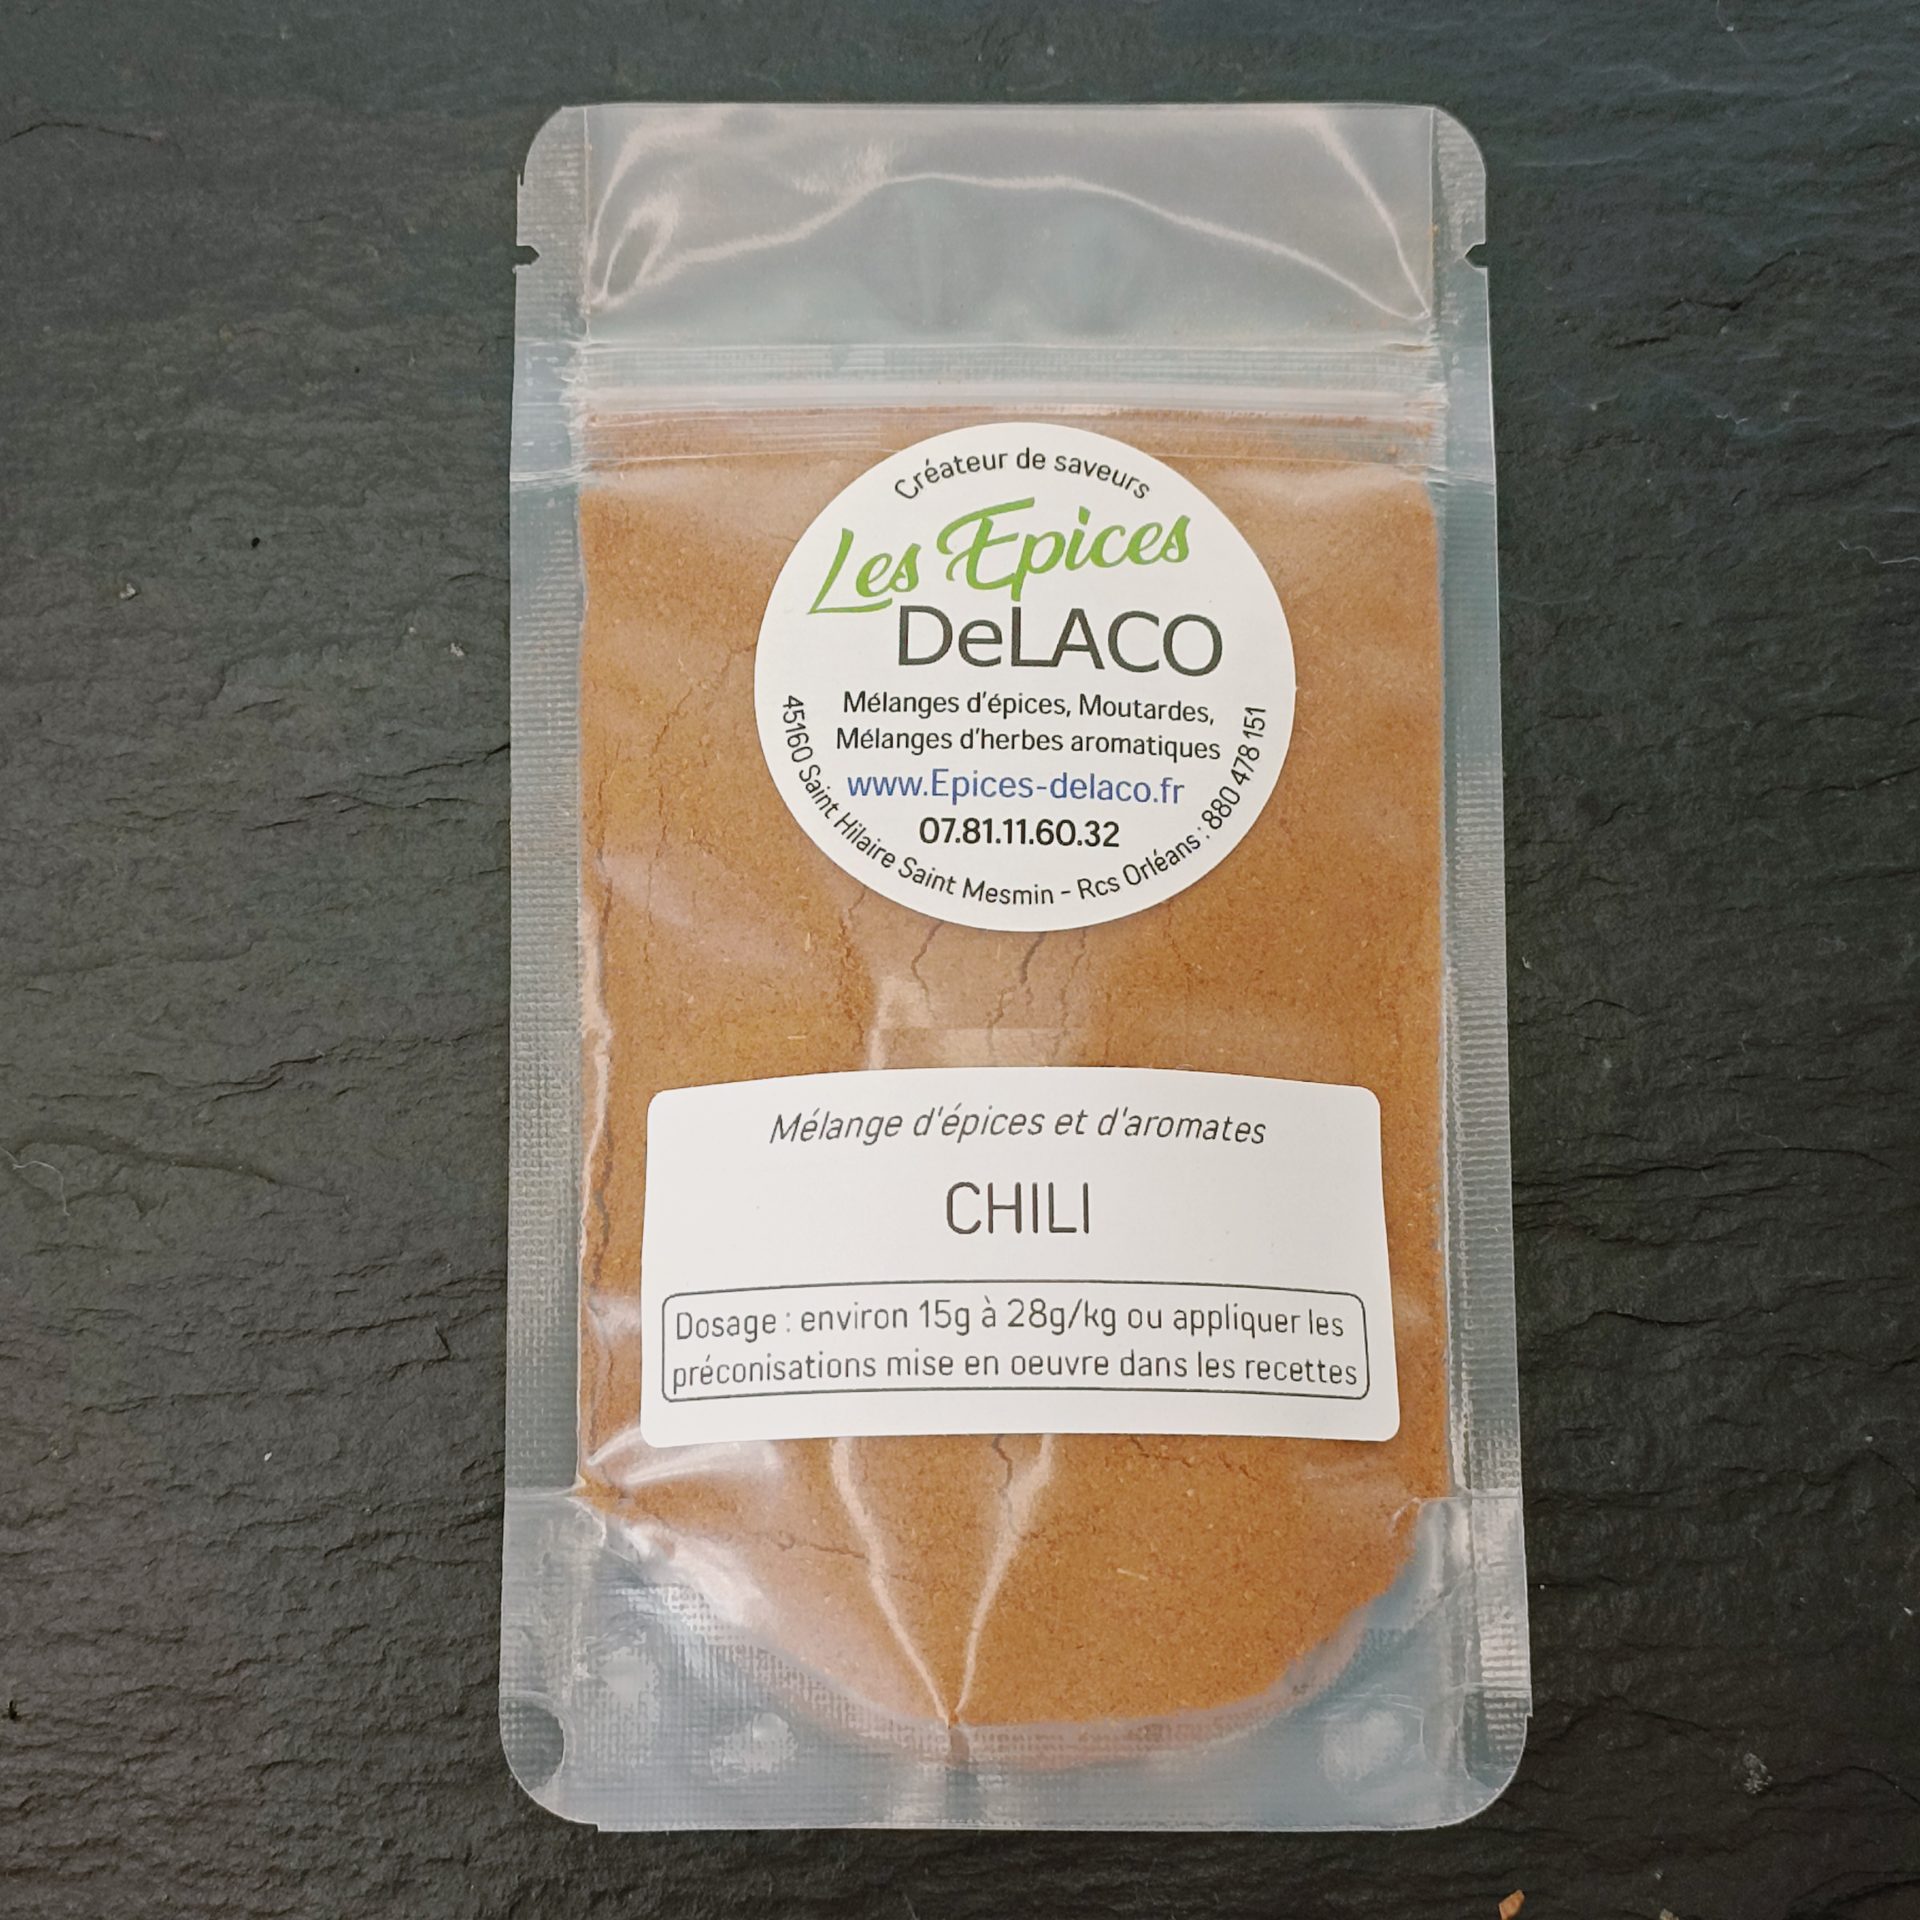 Créateur de saveurs
Les Epices
DeLACO
Mélanges d'épices, Moutardes,
Mélanges d'herbes aromatiques
www.Epices-delaco.fr
07.81.11.60.32
45160 Saint Hilaire Saint Mesmin - Rcs Orléans : 880 478 151
Mélange d'épices et d'aromates
CHILI
Dosage : environ 15g à 28g/kg ou appliquer les
préconisations mise en oeuvre dans les recettes